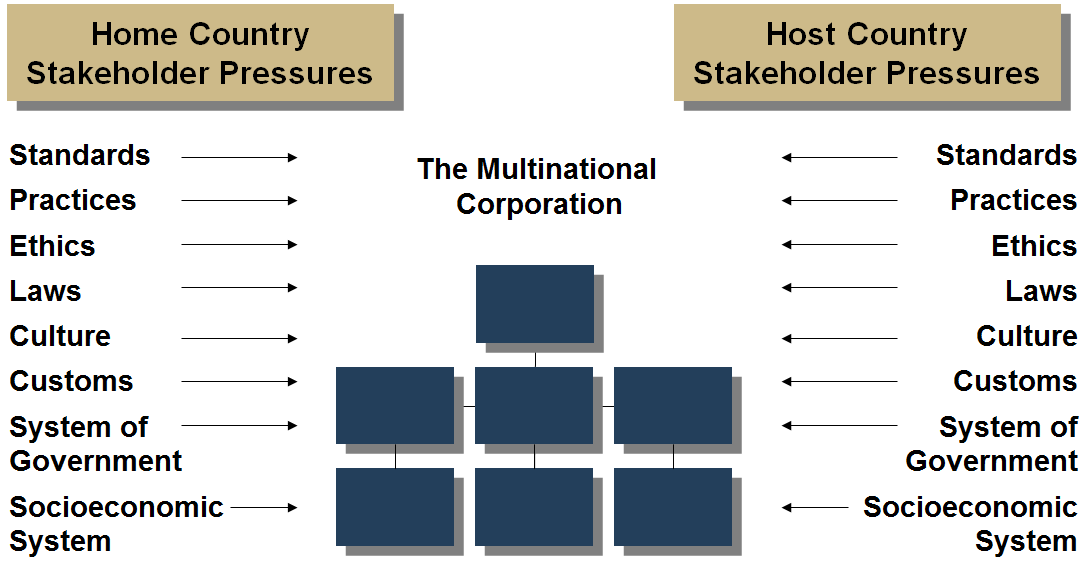 Home Country
Stakeholder Pressures
Host Country
Stakeholder Pressures
The Multinational
Corporation
Standards
Practices
Ethics
Laws
Culture
Customs
System of
Government
Socioeconomic
System
Standards
Practices
Ethics
Laws
Culture
Customs
System of
Government
Socioeconomic
System